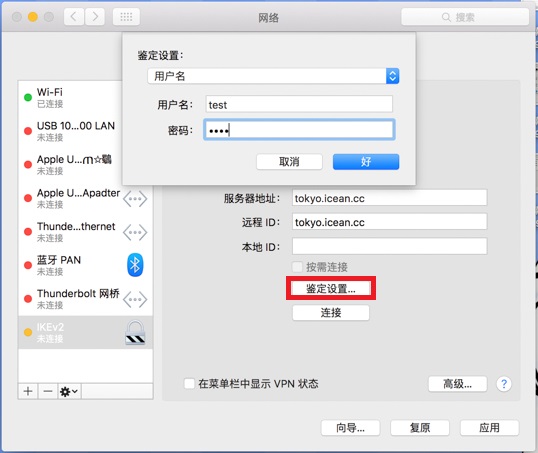 网络
搜索
鉴定设置：
用户名
用户名： test
密码： ••••
取消
好
Wi-Fi
已连接
USB 10...00 LAN
未连接
未连接
Apple U...Apadter
未连接
Thunde...thernet
未连接
蓝牙 PAN
未连接
Thunderbolt 网桥
未连接
IKEv2
未连接
服务器地址： tokyo.icean.cc
远程 ID： tokyo.icean.cc
本地 ID：
按需连接
鉴定设置...
连接
在菜单栏中显示 VPN 状态
高级...
?
向导...
复原
应用